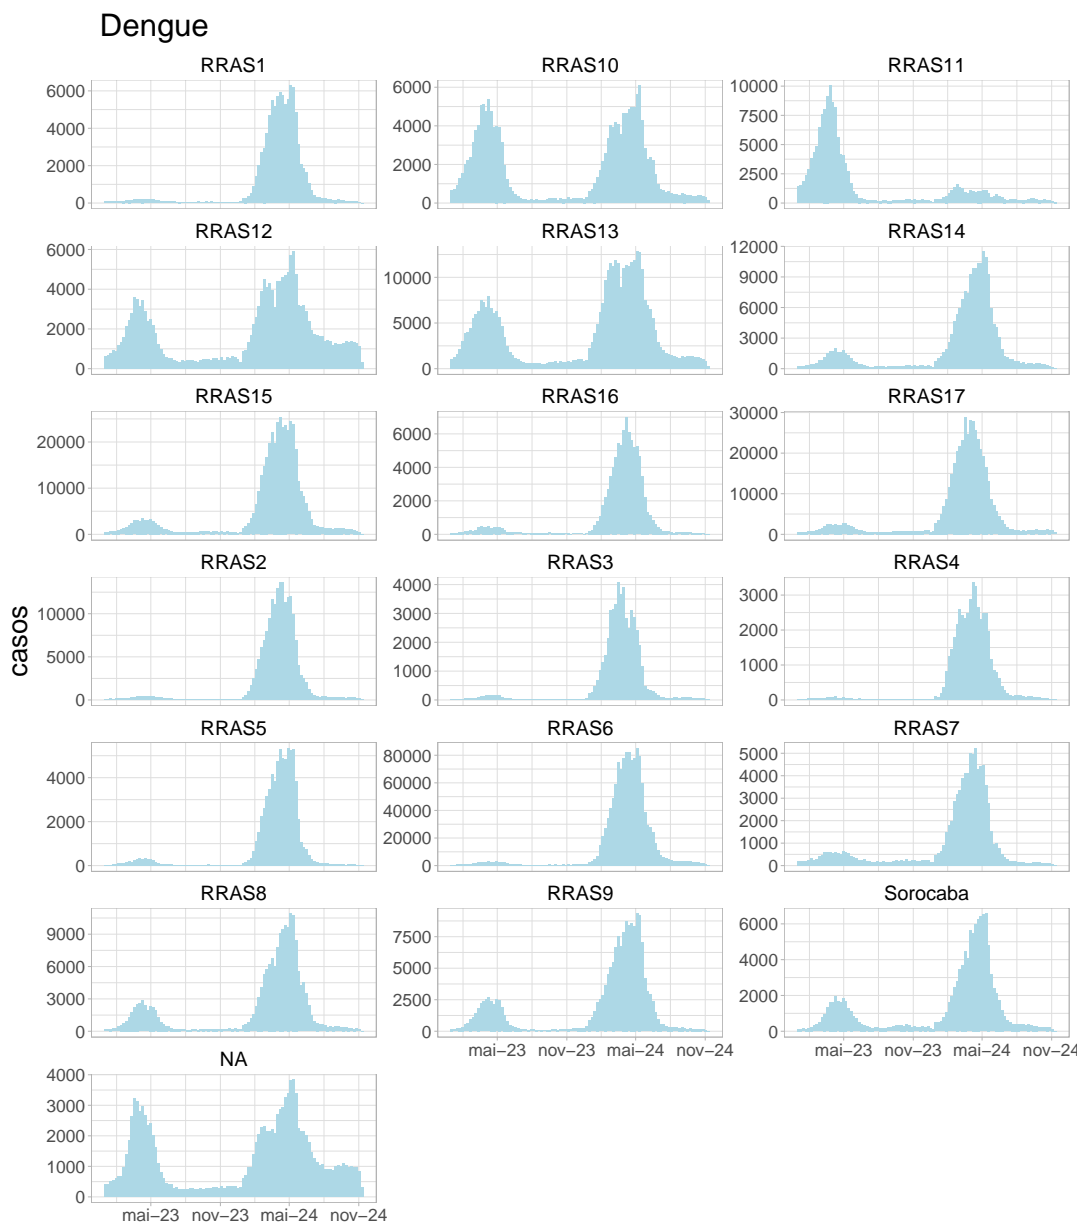 Dengue
RRAS1 RRAS10 RRAS11
6000 4000 2000 0
6000 4000 2000 0
10000 7500 5000 2500 0
RRAS12 RRAS13 RRAS14
6000 4000 2000 0
10000 5000 0
12000 9000 6000 3000 0
RRAS15 RRAS16 RRAS17
20000 10000 0
6000 4000 2000 0
30000 20000 10000 0
RRAS2 RRAS3 RRAS4
10000 5000 0
4000 3000 2000 1000 0
3000 2000 1000 0
casos
RRAS5 RRAS6 RRAS7
4000 2000 0
80000 60000 40000 20000 0
5000 4000 3000 2000 1000 0
RRAS8 RRAS9 Sorocaba
9000 6000 3000 0
7500 5000 2500 0
6000 4000 2000 0
mai−23 nov−23 mai−24 nov−24 mai−23 nov−23 mai−24 nov−24
NA
4000 3000 2000 1000 0
mai−23 nov−23 mai−24 nov−24